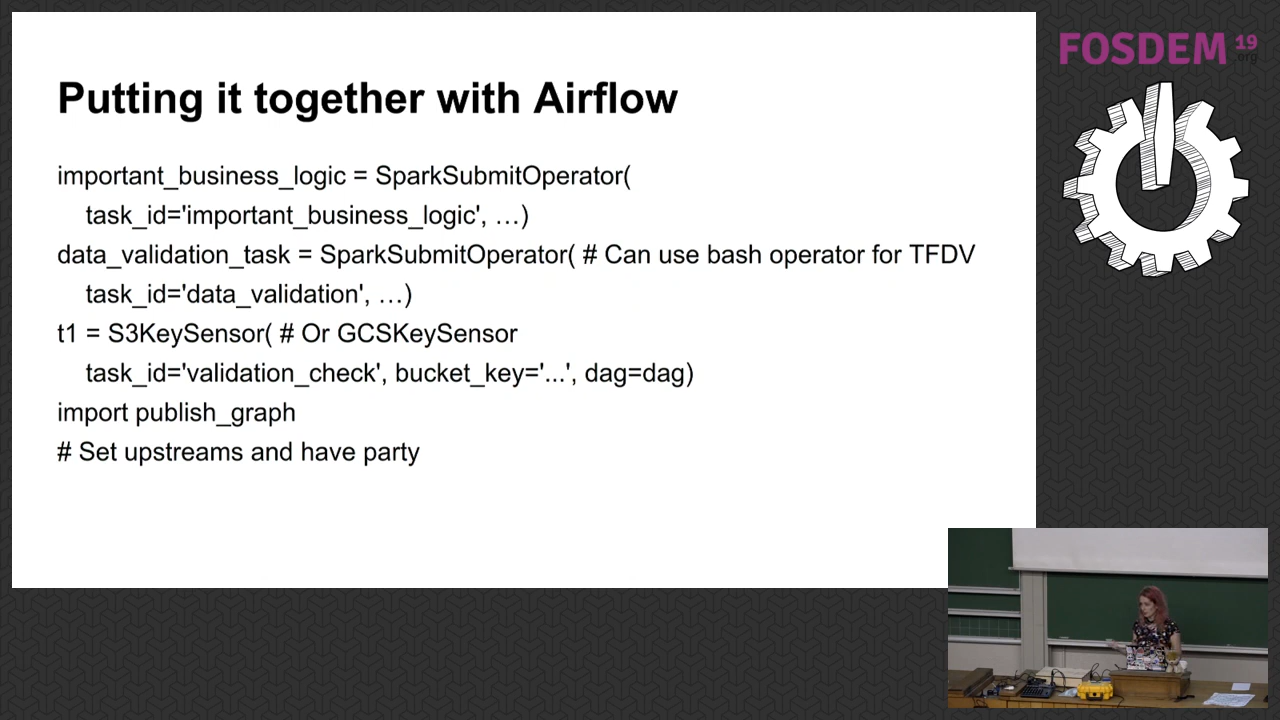 Putting it together with Airflow
important_business_logic = SparkSubmitOperator(
task_id='important_business_logic', …)
data_validation_task = SparkSubmitOperator( # Can use bash operator for TFDV
task_id='data_validation', …)
t1 = S3KeySensor( # Or GCSKeySensor
task_id='validation_check', bucket_key='...', dag=dag)
import publish_graph
# Set upstreams and have party
FOSDEM 19
.org